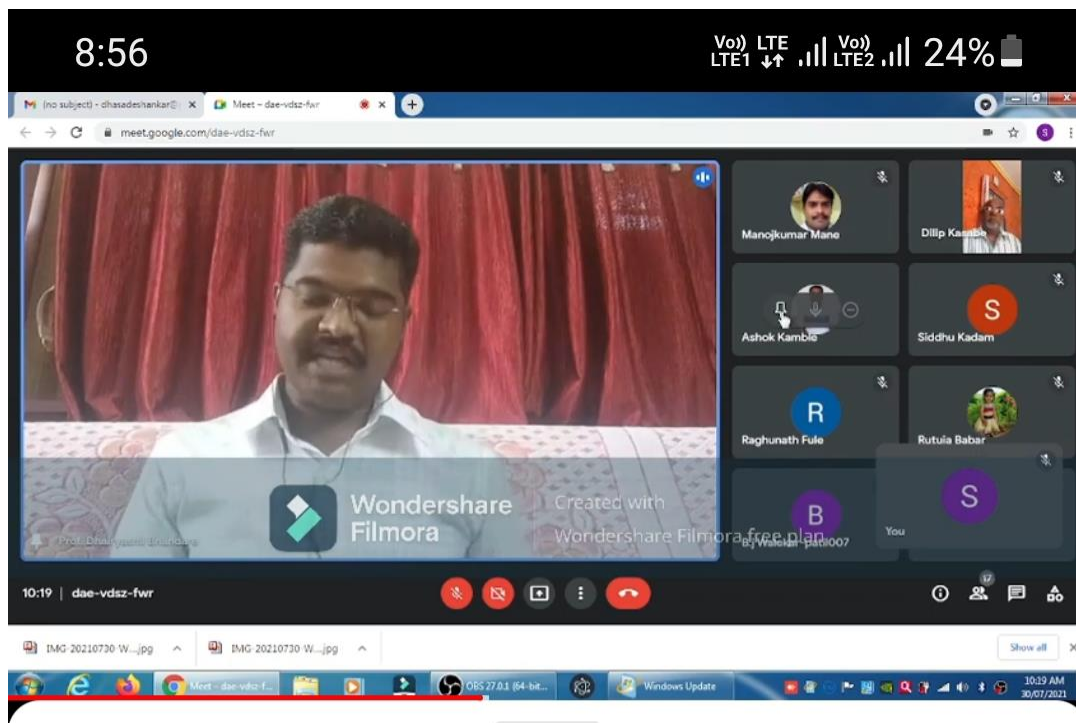 8:56
Vo)) LTE1 LTE Vo)) LTE2 24%
(no subject) - dhasadeshankar@
Meet – dae-vdsz-fwr
meet.google.com/dae-vdsz-fwr
S
Manojkumar Mane
Dilip Kasabe
Ashok Kamble
S
Siddhu Kadam
R
Raghunath Fule
Rutuja Babar
Wondershare
Filmora
Created with
Wondershare Filmora free plan
B
S
You
Prof. Dhairyashil
10:19 | dae-vdsz-fwr
17
IMG-20210730-W....jpg
IMG-20210730-W....jpg
Show all
Meet – dae-vdsz-f...
OBS 27.0.1 (64-bit...
Windows Update
10:19 AM
30/07/2021